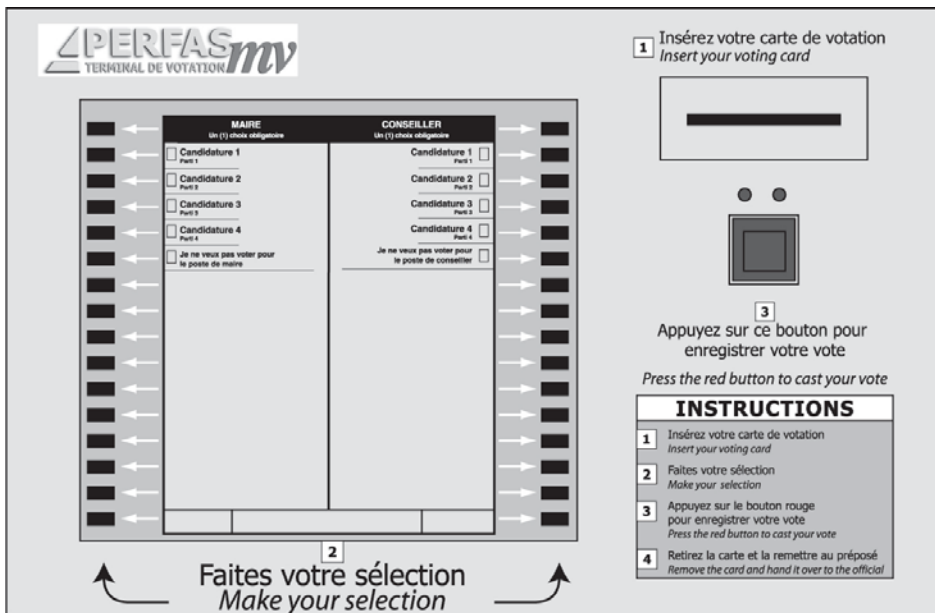 PERFAS mv
TERMINAL DE VOTATION
MAIRE
Un (1) choix obligatoire
Candidature 1
Parti 1
Candidature 2
Parti 2
Candidature 3
Parti 3
Candidature 4
Parti 4
Je ne veux pas voter pour
le poste de maire
CONSEILLER
Un (1) choix obligatoire
Candidature 1
Parti 1
Candidature 2
Parti 2
Candidature 3
Parti 3
Candidature 4
Parti 4
Je ne veux pas voter pour
le poste de conseiller
2
Faites votre sélection
Make your selection
1 Insérez votre carte de votation
Insert your voting card
3
Appuyez sur ce bouton pour
enregistrer votre vote
Press the red button to cast your vote
INSTRUCTIONS
1 Insérez votre carte de votation
Insert your voting card
2 Faites votre sélection
Make your selection
3 Appuyez sur le bouton rouge
pour enregistrer votre vote
Press the red button to cast your vote
4 Retirez la carte et la remettre au préposé
Remove the card and hand it over to the official